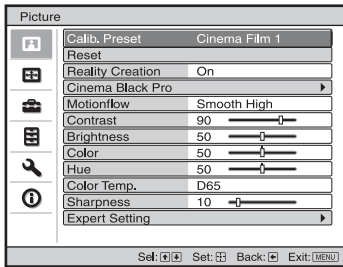 Picture
Calib. Preset Cinema Film 1
Reset
Reality Creation On
Cinema Black Pro
Motionflow Smooth High
Contrast 90
Brightness 50
Color 50
Hue 50
Color Temp. D65
Sharpness 10
Expert Setting
Sel: Set: Back: Exit: MENU